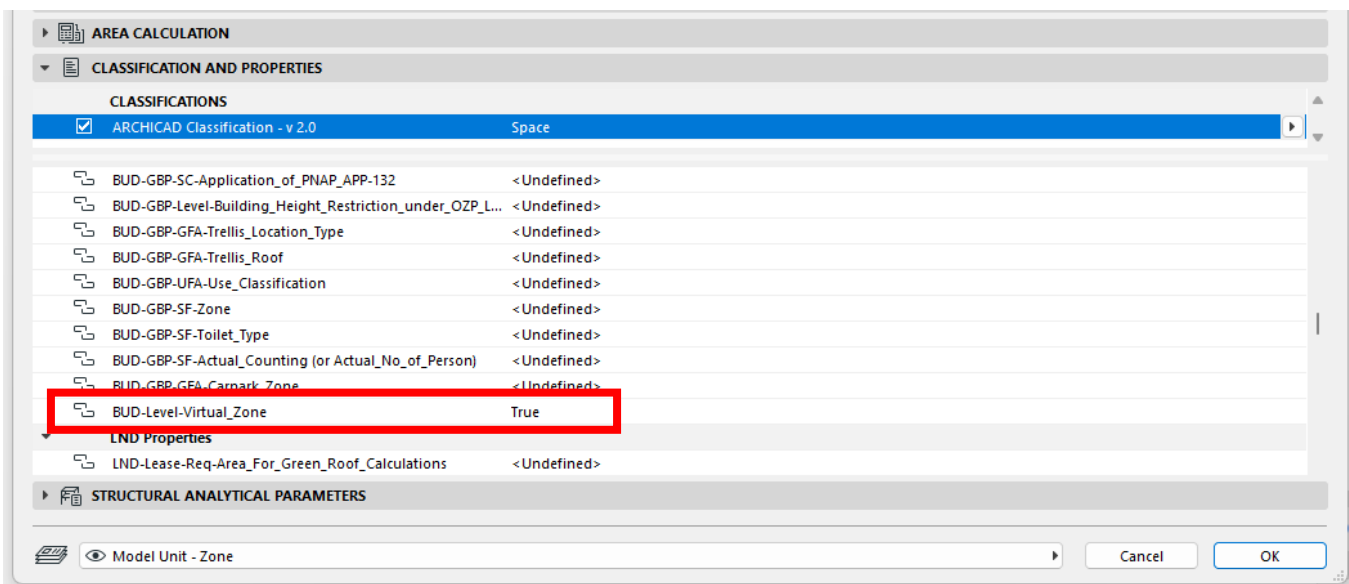 AREA CALCULATION
CLASSIFICATION AND PROPERTIES
CLASSIFICATIONS
ARCHICAD Classification - v 2.0 Space
BUD-GBP-SC-Application_of_PNAP_APP-132 <Undefined>
BUD-GBP-Level-Building_Height_Restriction_under_OZP_L... <Undefined>
BUD-GBP-GFA-Trellis_Location_Type <Undefined>
BUD-GBP-GFA-Trellis_Roof <Undefined>
BUD-GBP-UFA-Use_Classification <Undefined>
BUD-GBP-SF-Zone <Undefined>
BUD-GBP-SF-Toilet_Type <Undefined>
BUD-GBP-SF-Actual_Counting (or Actual_No_of_Person) <Undefined>
BUD-GBP-GFA-Carpark_Zone <Undefined>
BUD-Level-Virtual_Zone True
LND Properties
LND-Lease-Req-Area_For_Green_Roof_Calculations <Undefined>
STRUCTURAL ANALYTICAL PARAMETERS
Model Unit - Zone Cancel OK